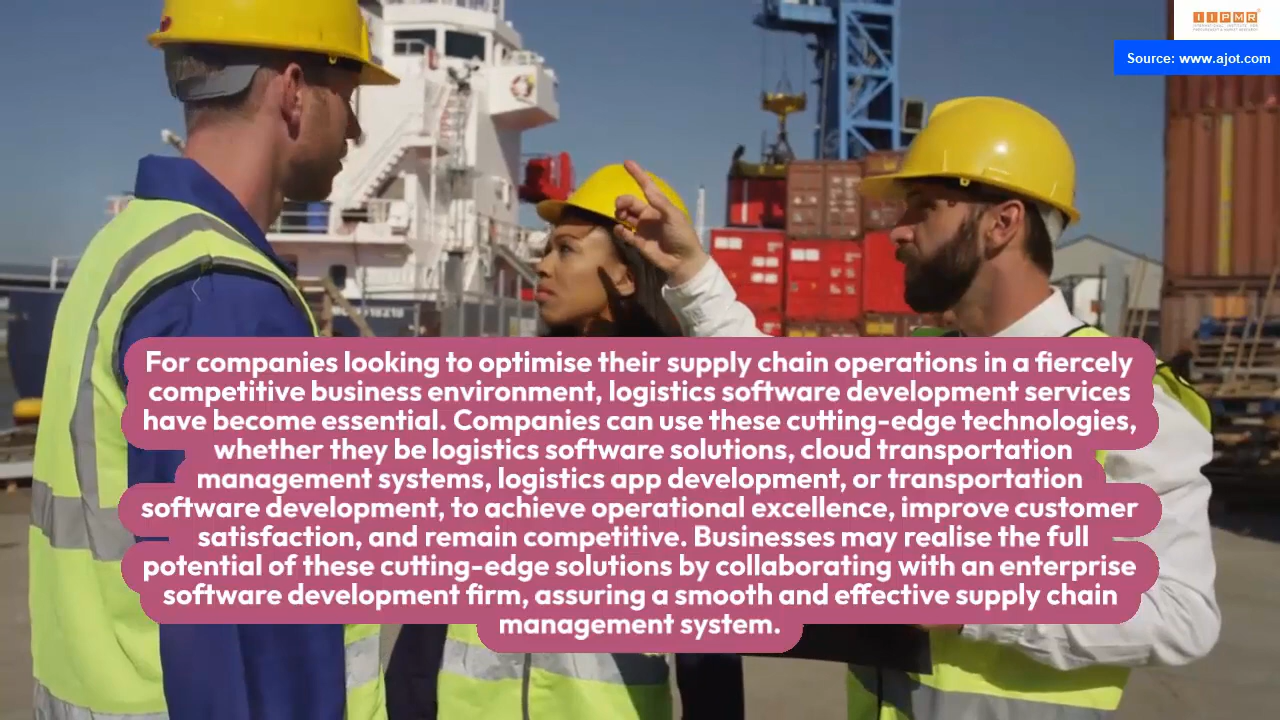 IIPMR
Source: www.ajot.com
For companies looking to optimise their supply chain operations in a fiercely
competitive business environment, logistics software development services
have become essential. Companies can use these cutting-edge technologies,
whether they be logistics software solutions, cloud transportation
management systems, logistics app development, or transportation
software development, to achieve operational excellence, improve customer
satisfaction, and remain competitive. Businesses may realise the full
potential of these cutting-edge solutions by collaborating with an enterprise
software development firm, assuring a smooth and effective supply chain
management system.